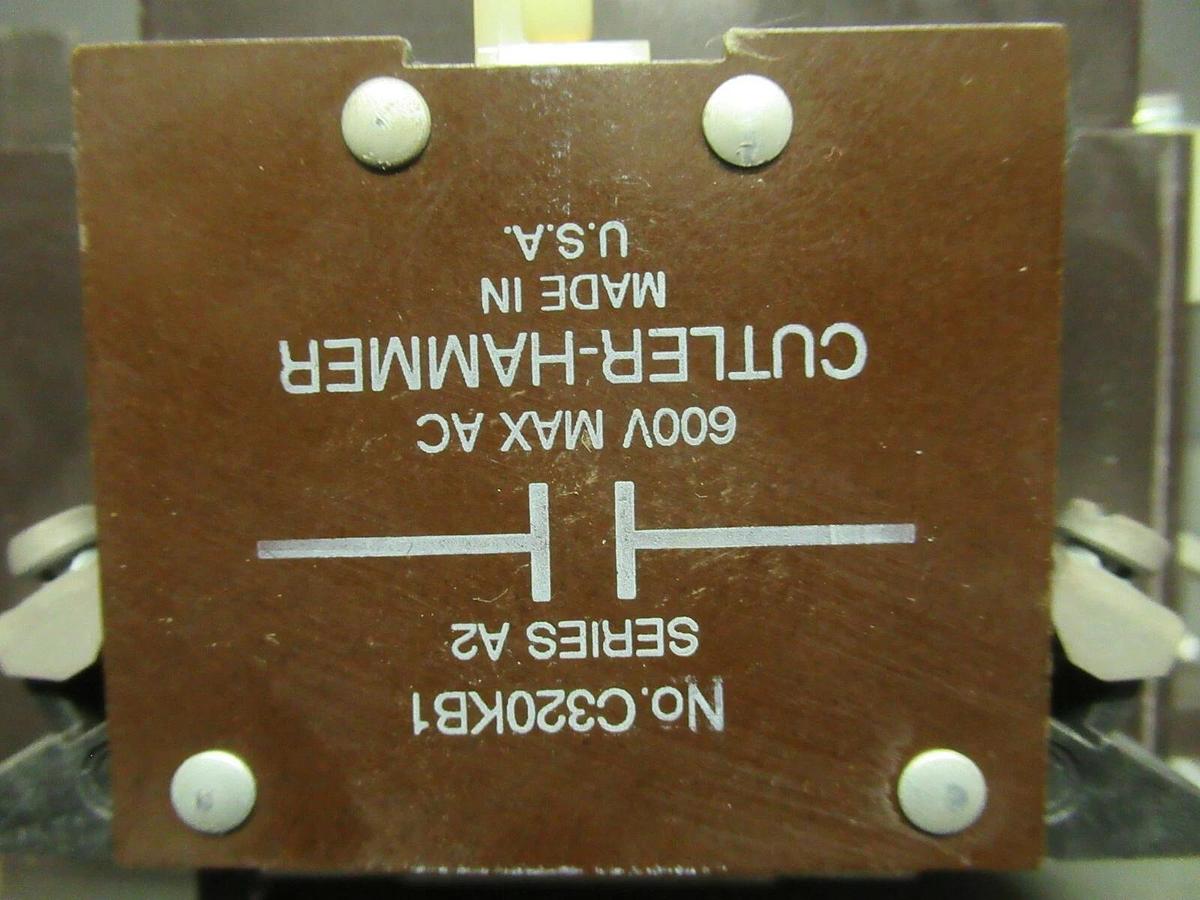 No.C320KB1
SERIES A2
600V MAX AC
CUTLER-HAMMER
MADE IN
U.S.A.